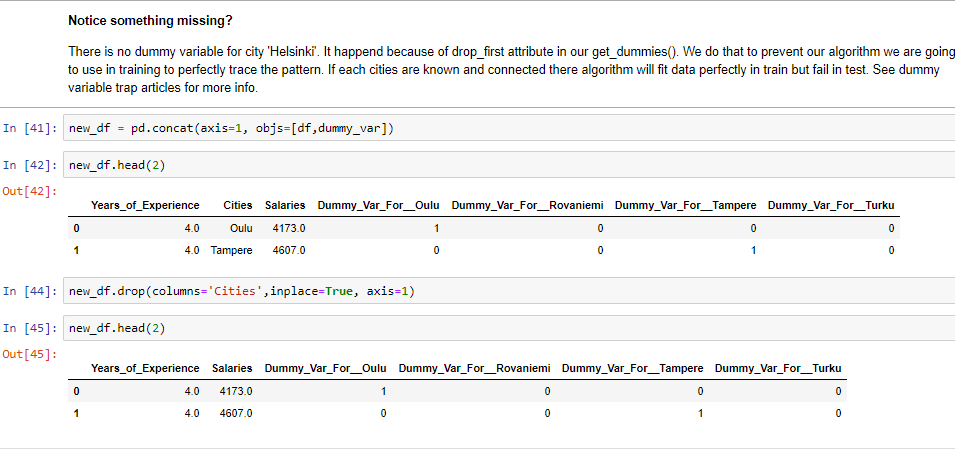 Notice something missing?
There is no dummy variable for city 'Helsinki'. It happend because of drop_first attribute in our get_dummies(). We do that to prevent our algorithm we are going
to use in training to perfectly trace the pattern. If each cities are known and connected there algorithm will fit data perfectly in train but fail in test. See dummy
variable trap articles for more info.
In [41]: new_df = pd.concat(axis=1, objs=[df,dummy_var])
In [42]: new_df.head(2)
Out[42]:
Years_of_Experience Cities Salaries Dummy_Var_For__Oulu Dummy_Var_For__Rovaniemi Dummy_Var_For__Tampere Dummy_Var_For__Turku
0 4.0 Oulu 4173.0 1 0 0 0
1 4.0 Tampere 4607.0 0 0 1 0
In [44]: new_df.drop(columns='Cities',inplace=True, axis=1)
In [45]: new_df.head(2)
Out[45]:
Years_of_Experience Salaries Dummy_Var_For__Oulu Dummy_Var_For__Rovaniemi Dummy_Var_For__Tampere Dummy_Var_For__Turku
0 4.0 4173.0 1 0 0 0
1 4.0 4607.0 0 0 1 0